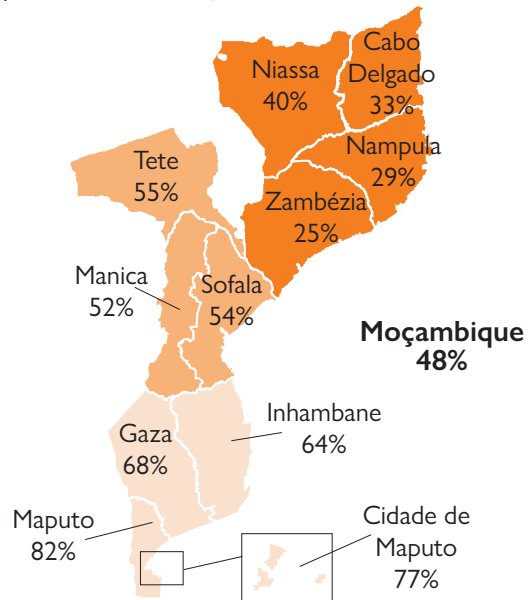 Cabo
Delgado
33%
Niassa
40%
Nampula
29%
Tete
55%
Zambézia
25%
Manica
52%
Sofala
54%
Moçambique
48%
Inhambane
64%
Gaza
68%
Maputo
82%
Cidade de
Maputo
77%